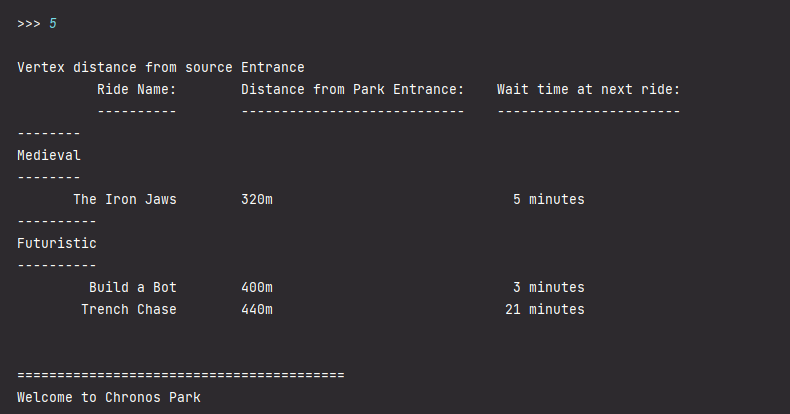 >>> 5
Vertex distance from source Entrance
Ride Name: Distance from Park Entrance: Wait time at next ride:
---------- ---------------------------- -----------------------
--------
Medieval
--------
The Iron Jaws 320m 5 minutes
----------
Futuristic
----------
Build a Bot 400m 3 minutes
Trench Chase 440m 21 minutes
=========================================
Welcome to Chronos Park